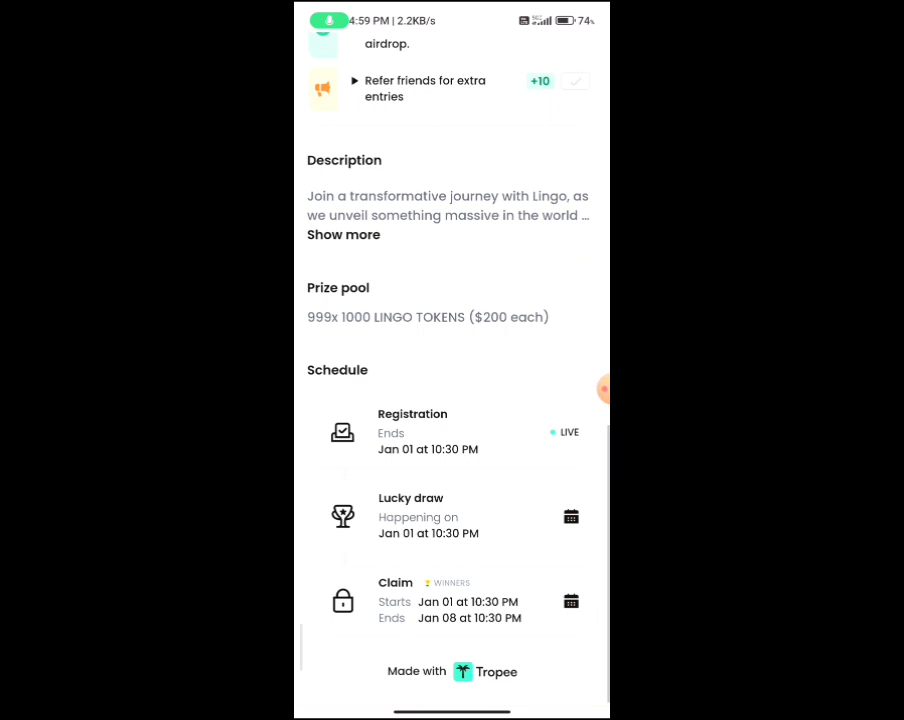 4:59 PM | 2.2KB/s 74%
airdrop.
▶ Refer friends for extra +10
entries
Description
Join a transformative journey with Lingo, as
we unveil something massive in the world ...
Show more
Prize pool
999x 1000 LINGO TOKENS ($200 each)
Schedule
Registration
Ends LIVE
Jan 01 at 10:30 PM
Lucky draw
Happening on
Jan 01 at 10:30 PM
Claim WINNERS
Starts Jan 01 at 10:30 PM
Ends Jan 08 at 10:30 PM
Made with Tropee